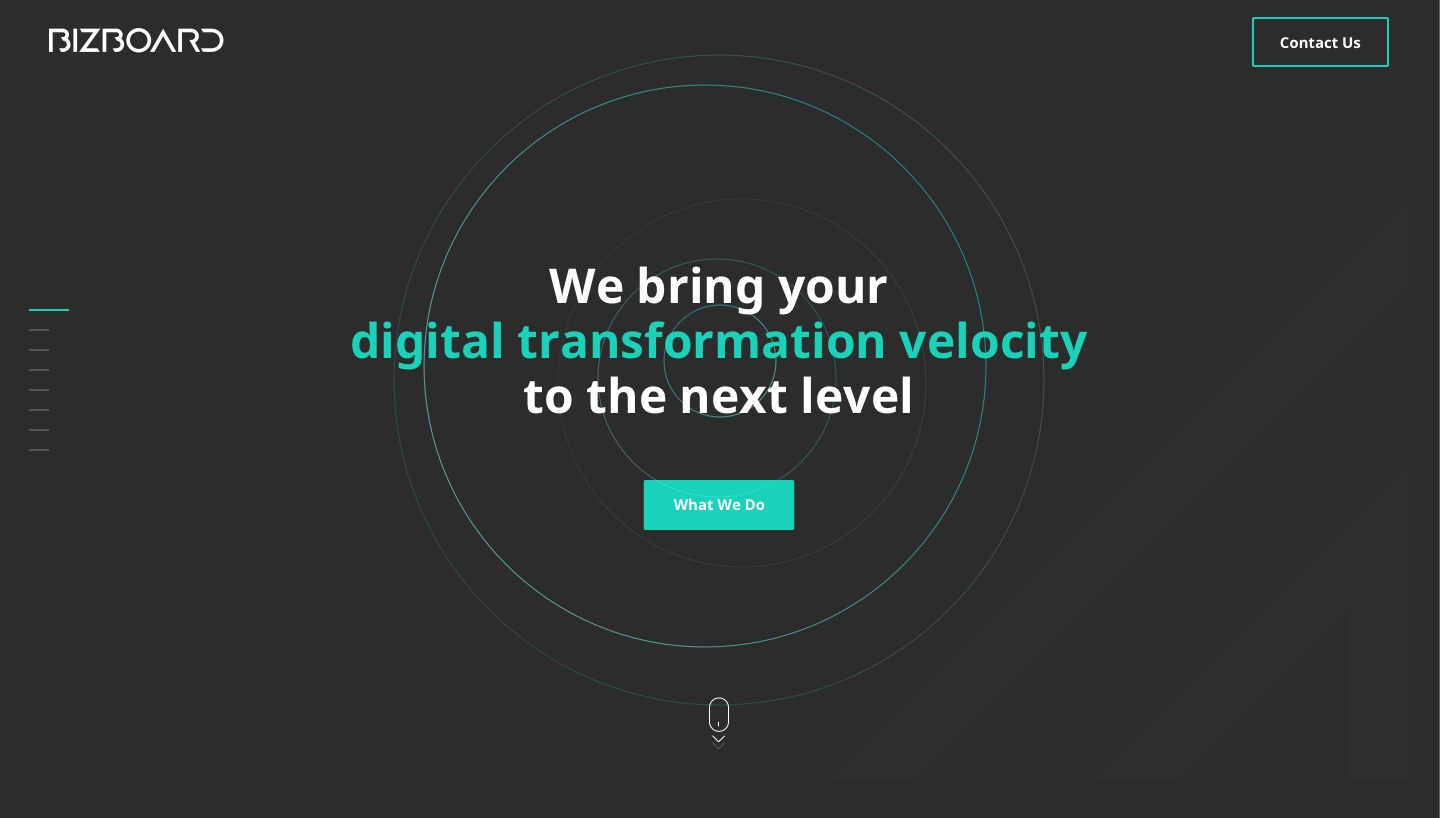 BIZBOARD
Contact Us
We bring your
digital transformation velocity
to the next level
What We Do